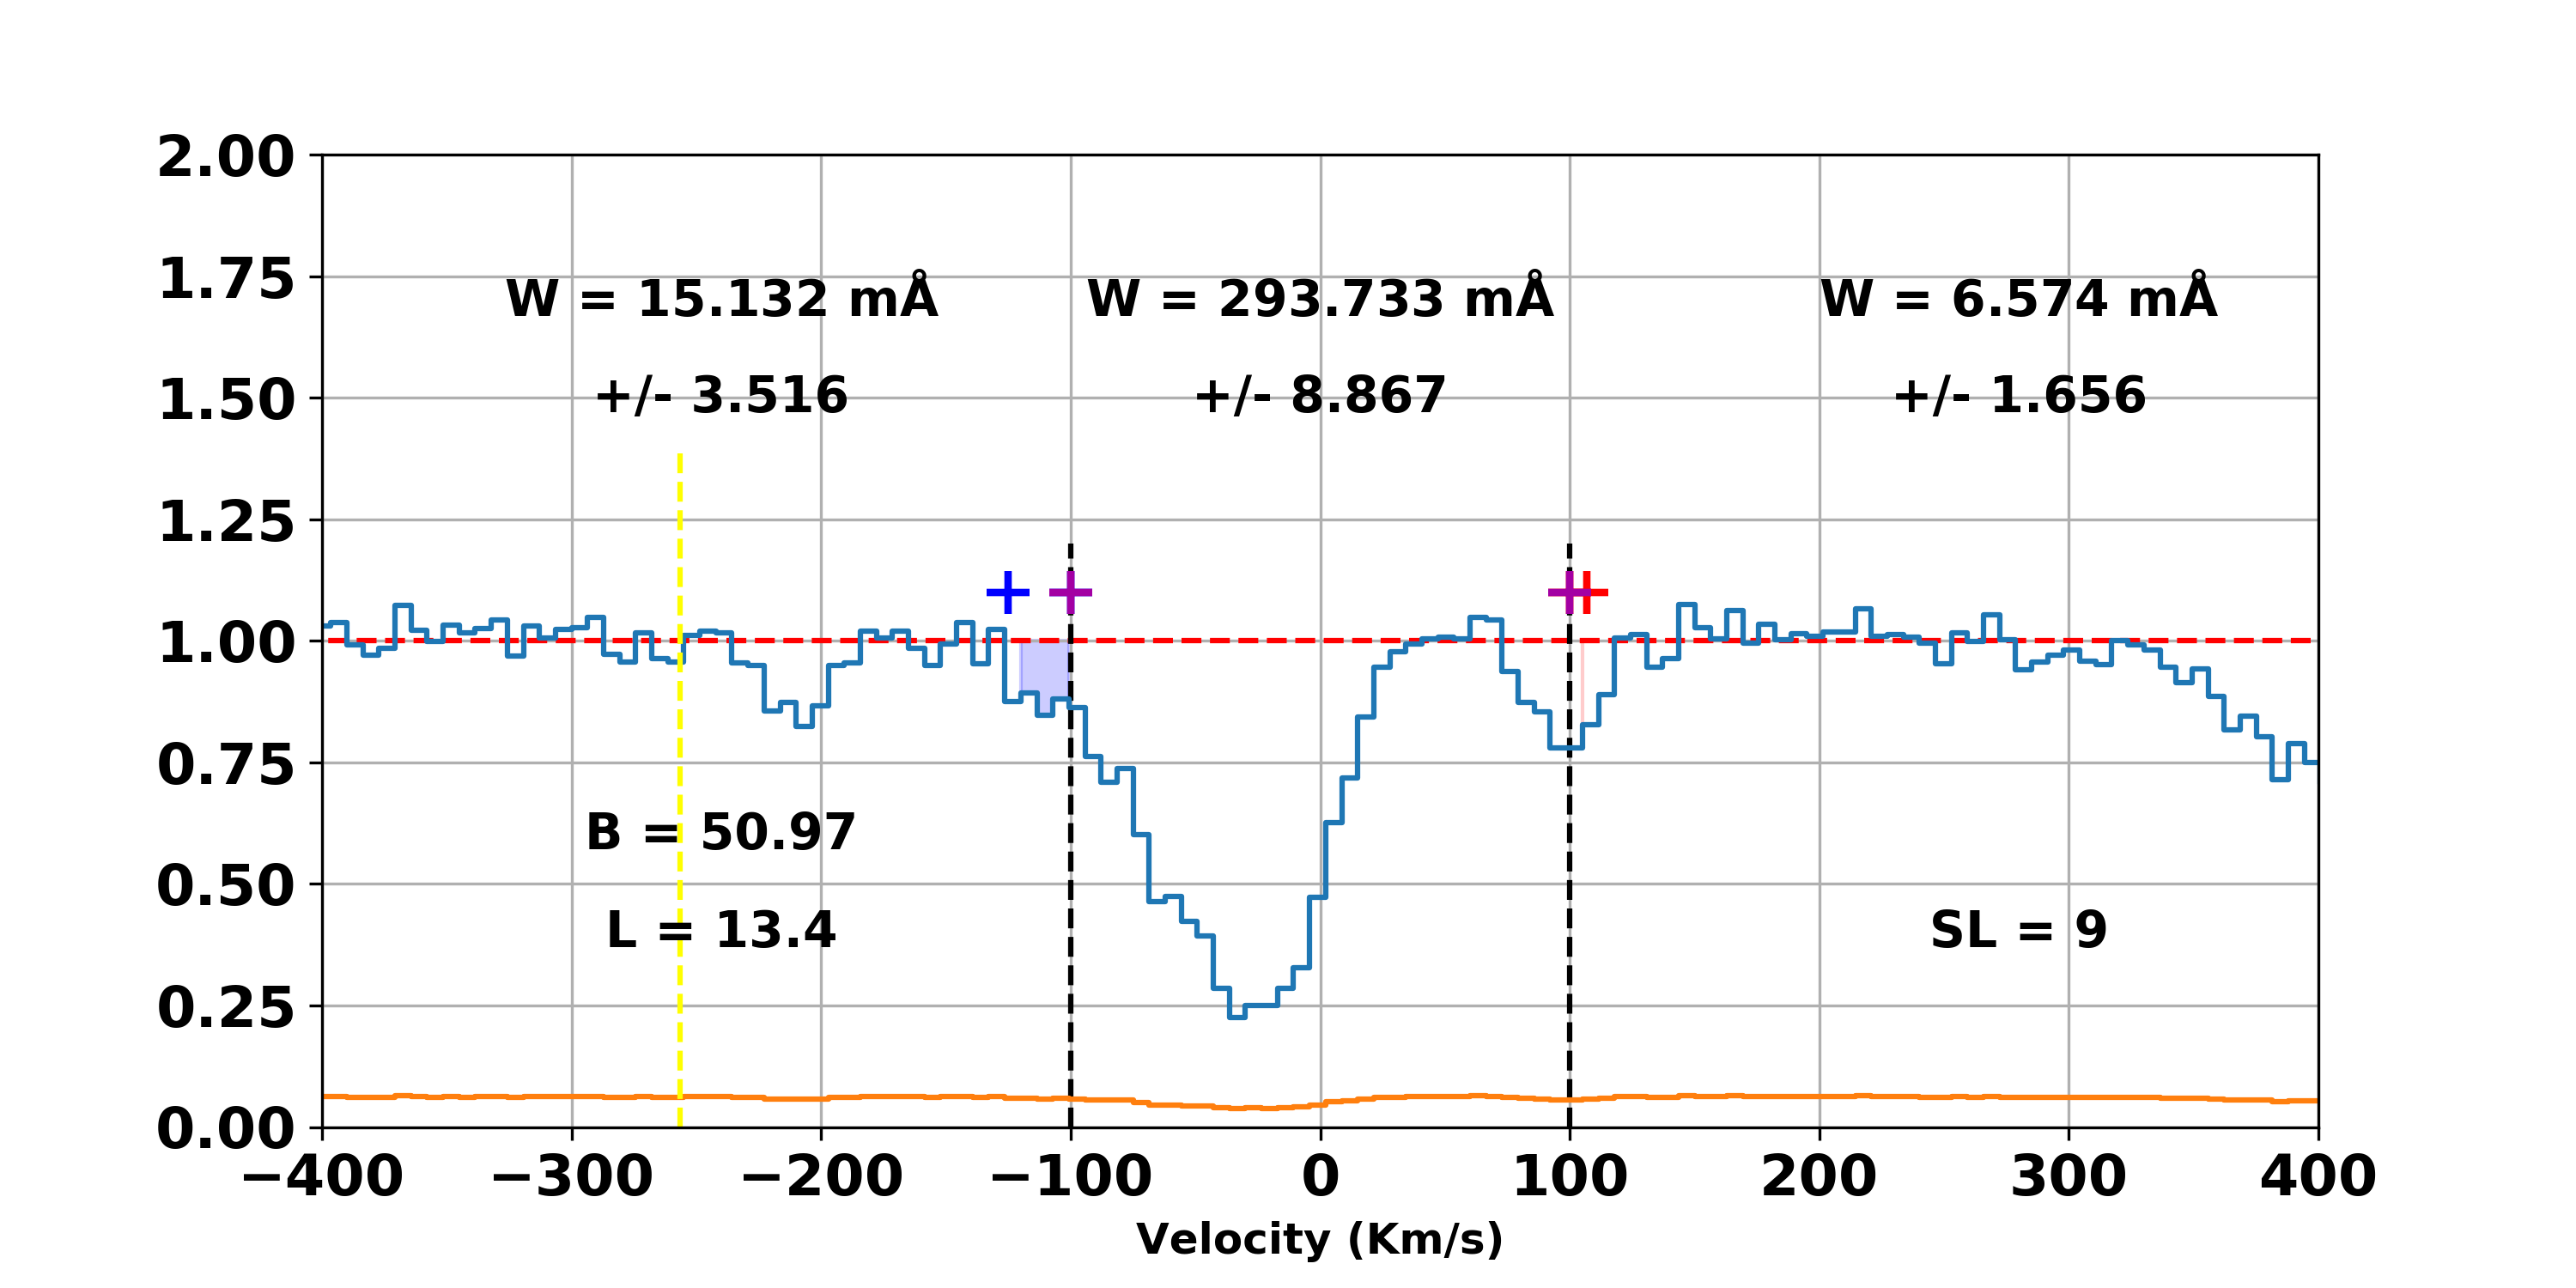 2.00
1.75
1.50
1.25
1.00
0.75
0.50
0.25
0.00
W = 15.132 mÅ
+/- 3.516
W = 293.733 mÅ
+/- 8.867
W = 6.574 mÅ
+/- 1.656
B = 50.97
L = 13.4
SL = 9
−400 −300 −200 −100 0 100 200 300 400
Velocity (Km/s)